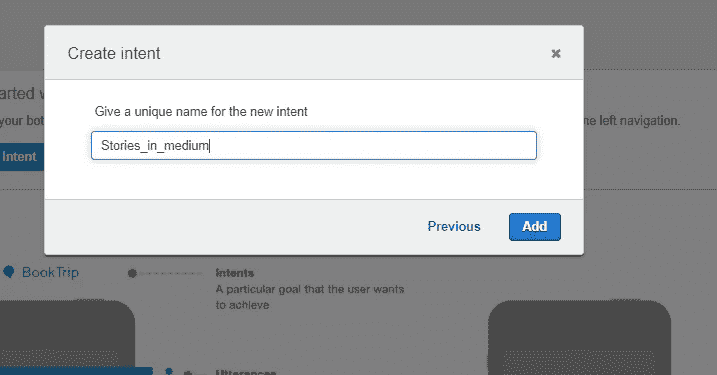 Create intent
×
arted
Give a unique name for the new intent
your bot
ne left navigation.
Stories_in_medium
Intent
Previous
Add
BookTrip
Intents
A particular goal that the user wants
to achieve
Utterances